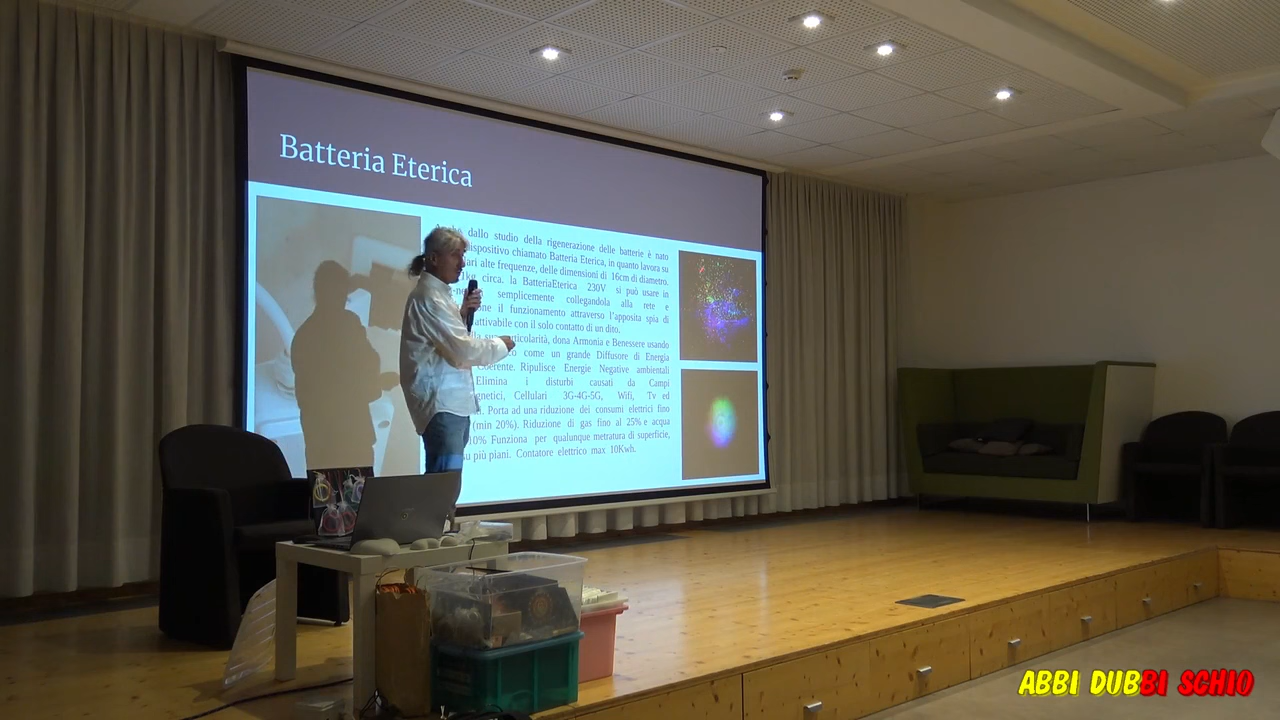 Batteria Eterica
dallo studio della rigenerazione delle batterie è nato
dispositivo chiamato Batteria Eterica, in quanto lavora su
alte frequenze, delle dimensioni di 16cm di diametro.
1kg circa. la BatteriaEterica 230V si può usare in
semplicemente collegandola alla rete e
il funzionamento attraverso l'apposita spia di
attivabile con il solo contatto di un dito.
dona Armonia e Benessere usando
come un grande Diffusore di Energia
Coerente. Ripulisce Energie Negative ambientali
Elimina i disturbi causati da Campi
Cellulari 3G-4G-5G, Wifi, Tv ed
Porta ad una riduzione dei consumi elettrici fino
(min 20%). Riduzione di gas fino al 25% e acqua
10% Funziona per qualunque metratura di superficie,
su più piani. Contatore elettrico max 10Kwh.
ABBI DUBBI SCHIO